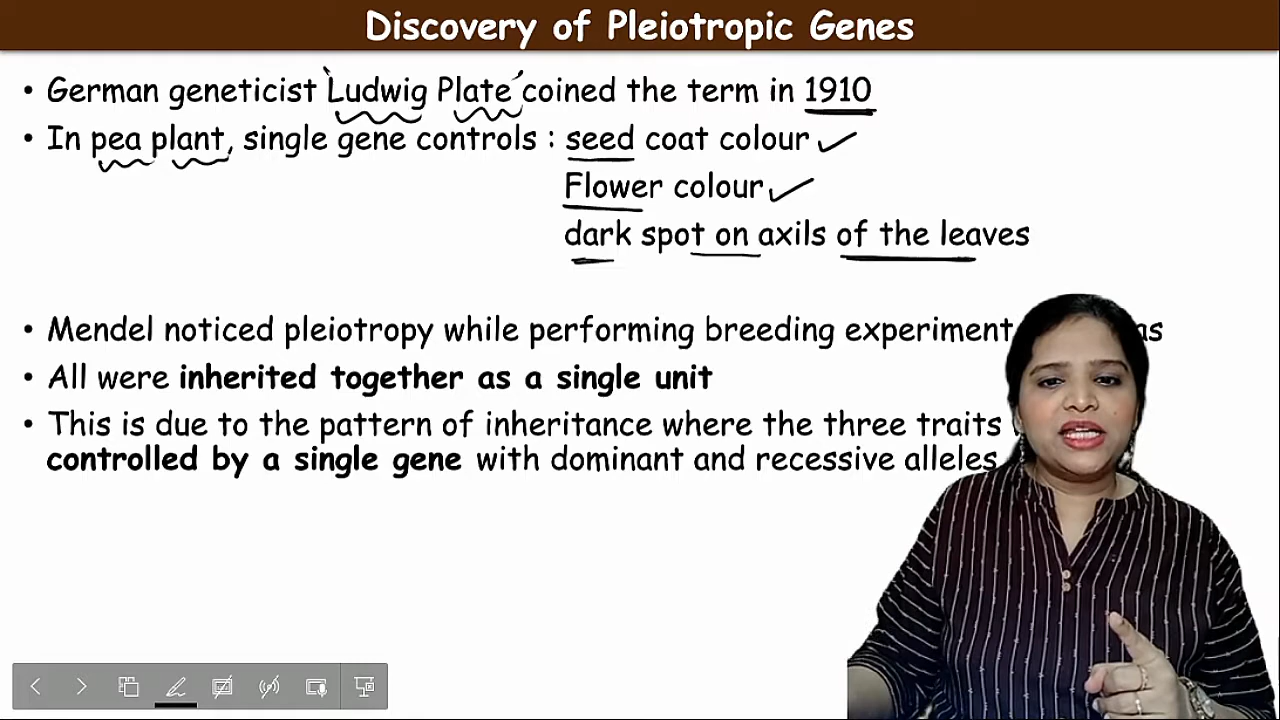 Discovery of Pleiotropic Genes
• German geneticist Ludwig Plate coined the term in 1910
• In pea plant, single gene controls : seed coat colour
Flower colour
dark spot on axils of the leaves
• Mendel noticed pleiotropy while performing breeding experiment
• All were inherited together as a single unit
• This is due to the pattern of inheritance where the three traits
controlled by a single gene with dominant and recessive alleles